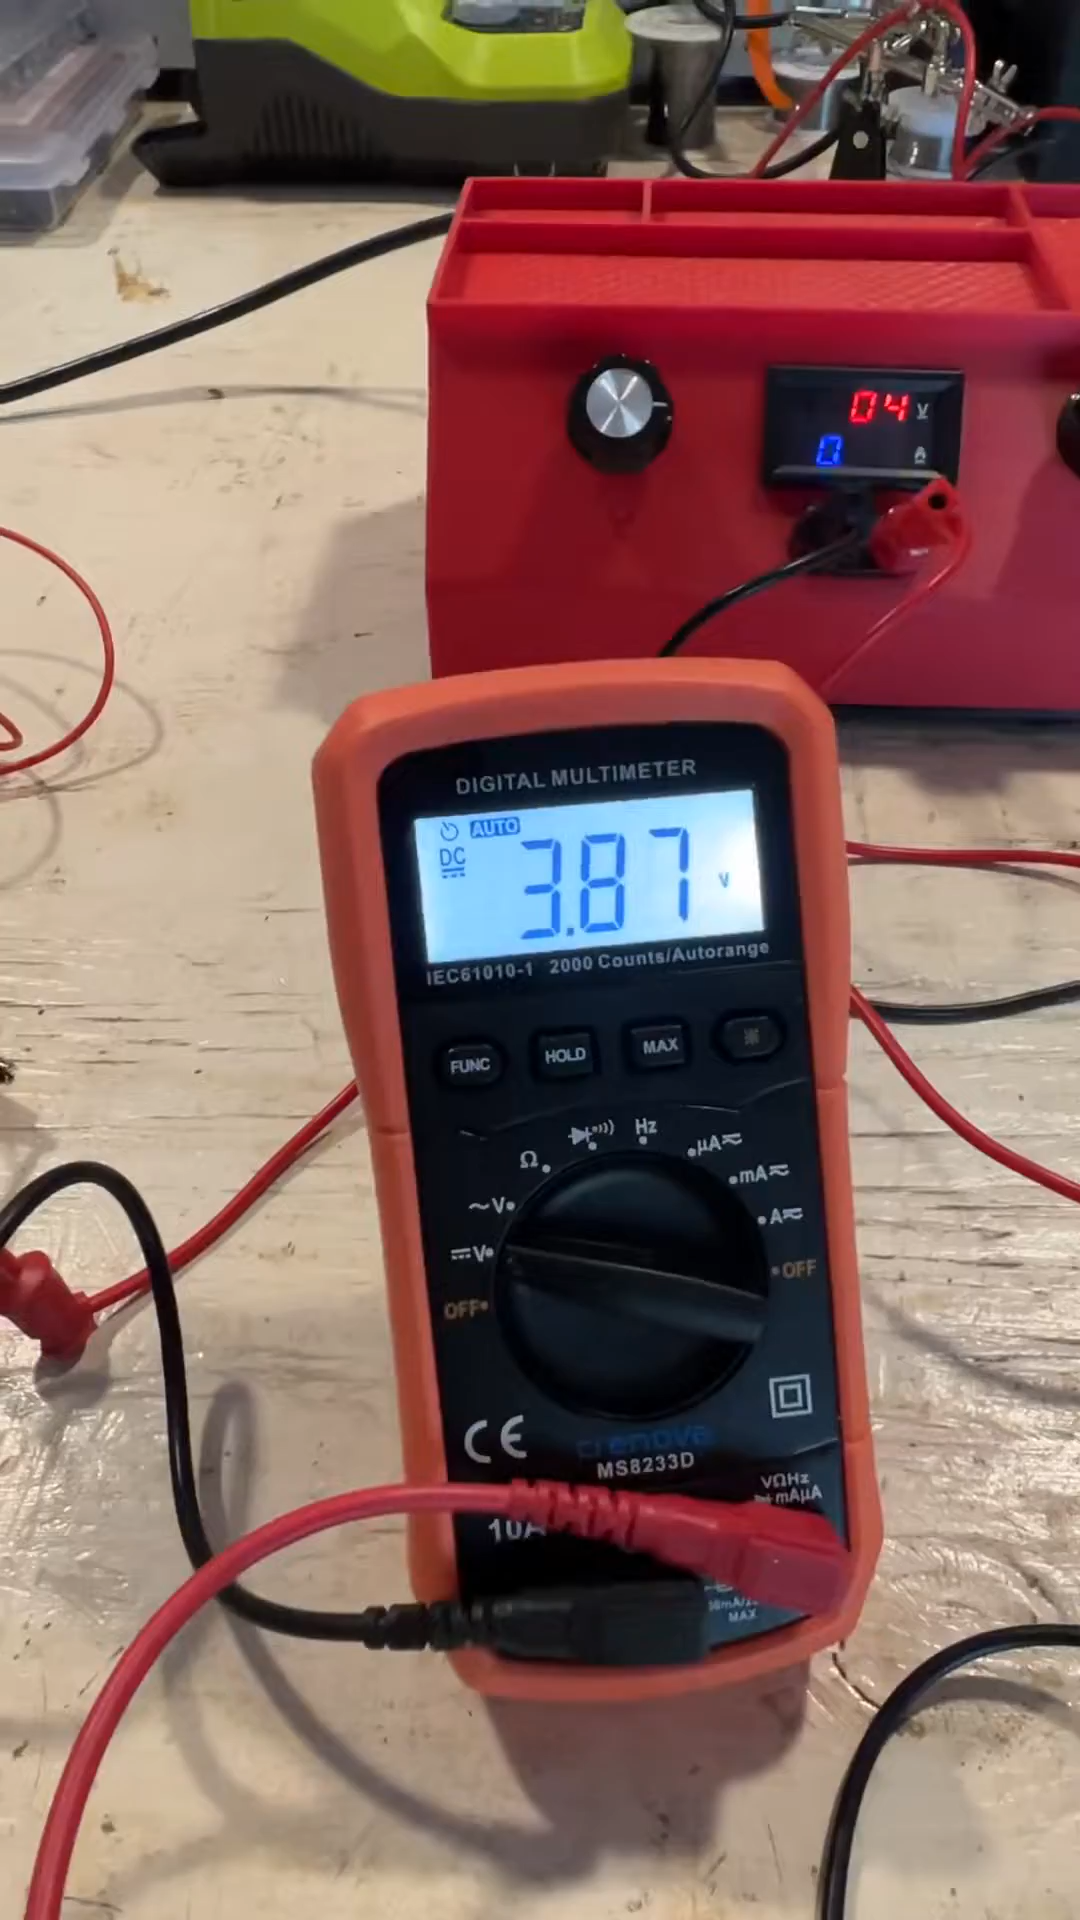 04 V
0 A
DIGITAL MULTIMETER
AUTO
DC
3.87 V
IEC61010-1 2000 Counts/Autorange
FUNC
HOLD
MAX
Hz
Ω
µA
mA
~V
A
V
OFF
OFF
CE
MS8233D
VΩHz
mAµA
10A
MAX